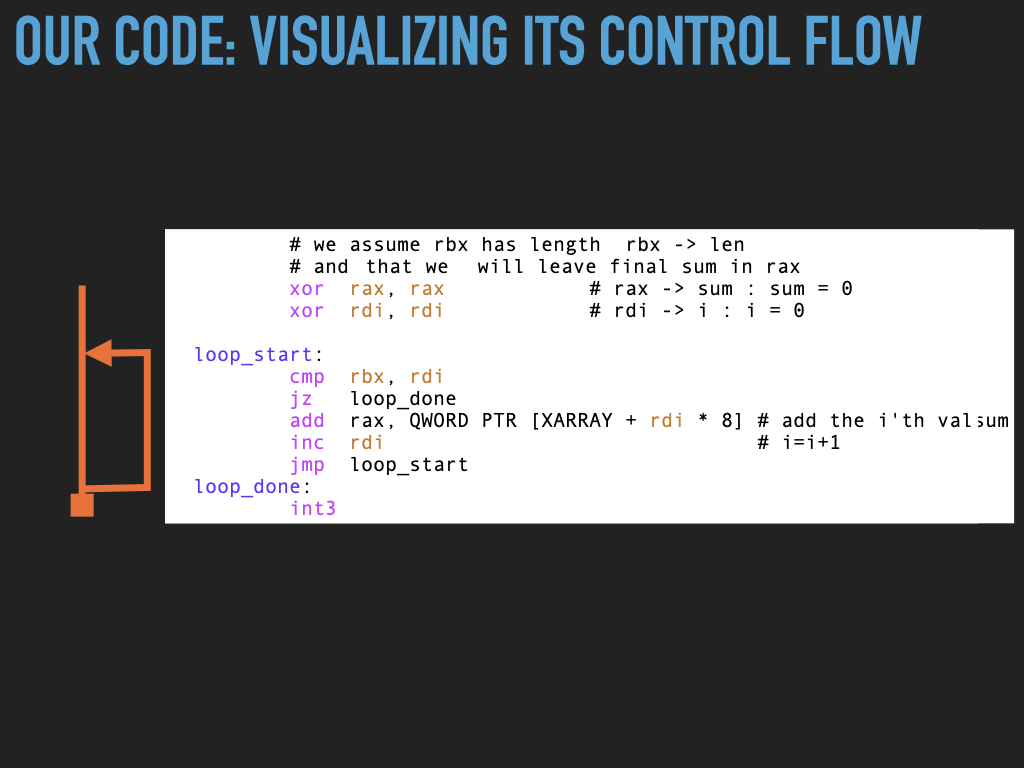 OUR CODE: VISUALIZING ITS CONTROL FLOW
# we assume rbx has length  rbx -> len
# and that we  will leave final sum in rax
xor  rax, rax            # rax -> sum : sum = 0
xor  rdi, rdi            # rdi -> i : i = 0
loop_start:
cmp  rbx, rdi
jz   loop_done
add  rax, QWORD PTR [XARRAY + rdi * 8] # add the i'th valsum
inc  rdi                               # i=i+1
jmp  loop_start
loop_done:
int3